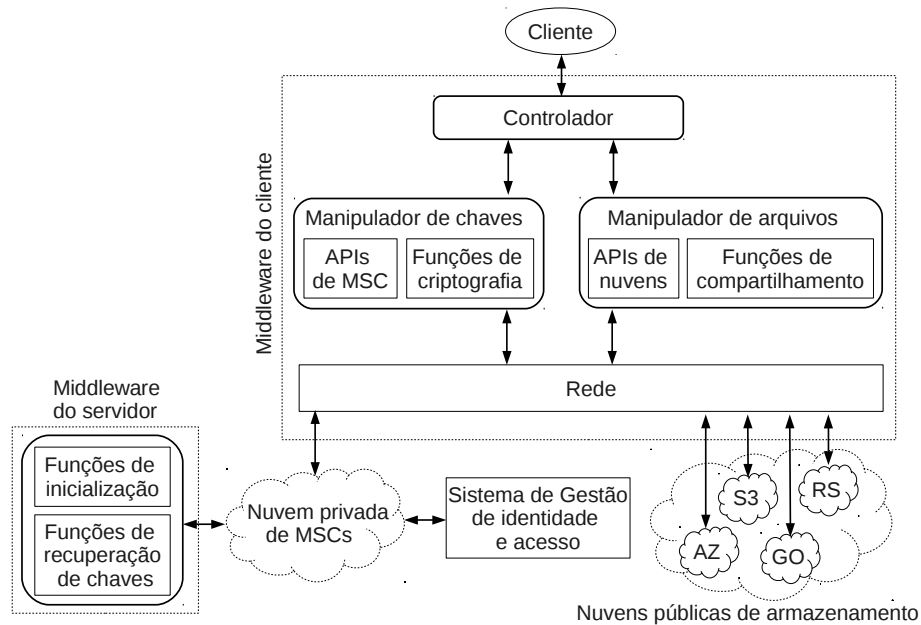 Cliente
Controlador
Middleware do cliente
Manipulador de chaves
APIs
de MSC
Funções de
criptografia
Manipulador de arquivos
APIs de
nuvens
Funções de
compartilhamento
Rede
Middleware
do servidor
Funções de
inicialização
Funções de
recuperação
de chaves
Nuvem privada
de MSCs
Sistema de Gestão
de identidade
e acesso
S3
RS
AZ
GO
Nuvens públicas de armazenamento